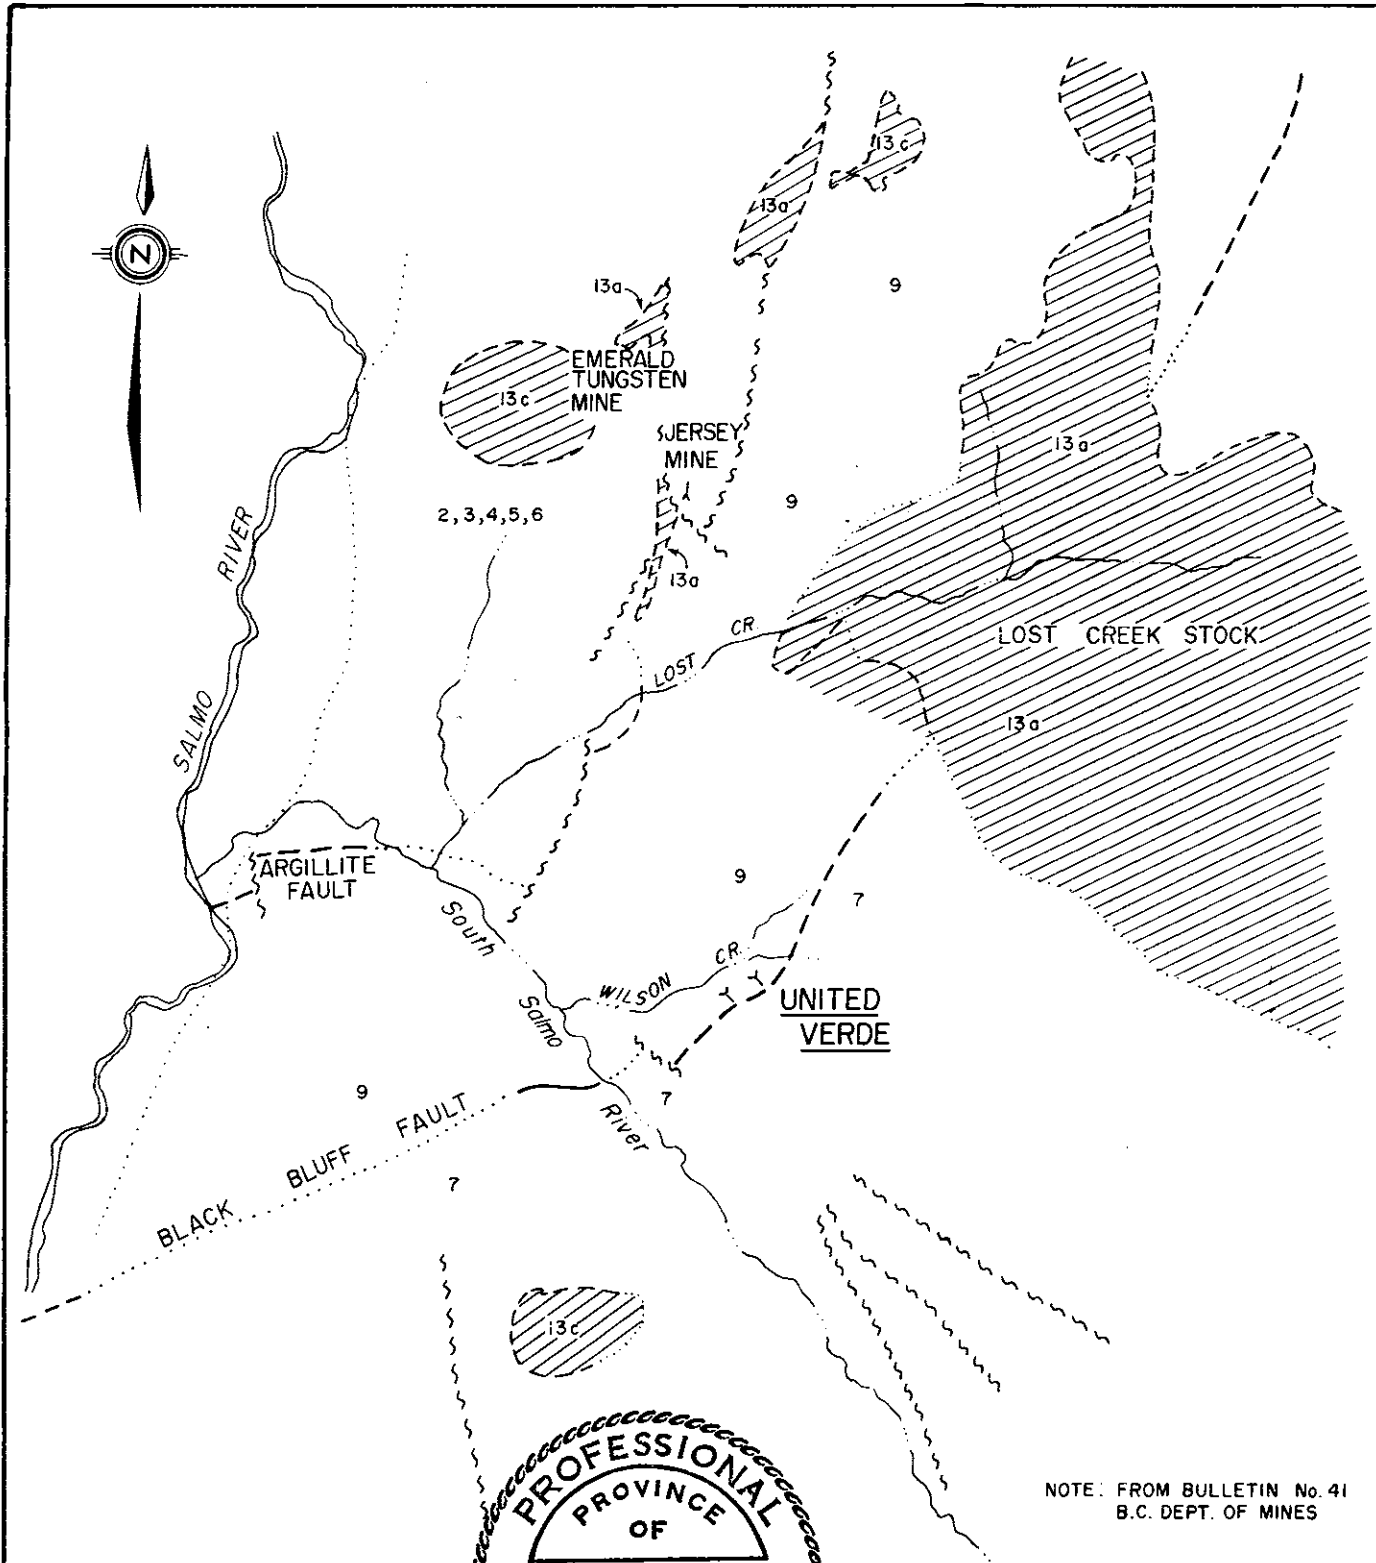 13c
13a
N
9
13a
EMERALD
TUNGSTEN
MINE
13c
JERSEY
MINE
13a
9
2,3,4,5,6
SALMO RIVER
13a
LOST CR.
LOST CREEK STOCK
13a
ARGILLITE
FAULT
9
7
South Salmo River
WILSON CR.
UNITED
VERDE
9
7
BLACK BLUFF FAULT
7
13c
NOTE: FROM BULLETIN No. 41
B.C. DEPT. OF MINES
PROFESSIONAL
PROVINCE
OF